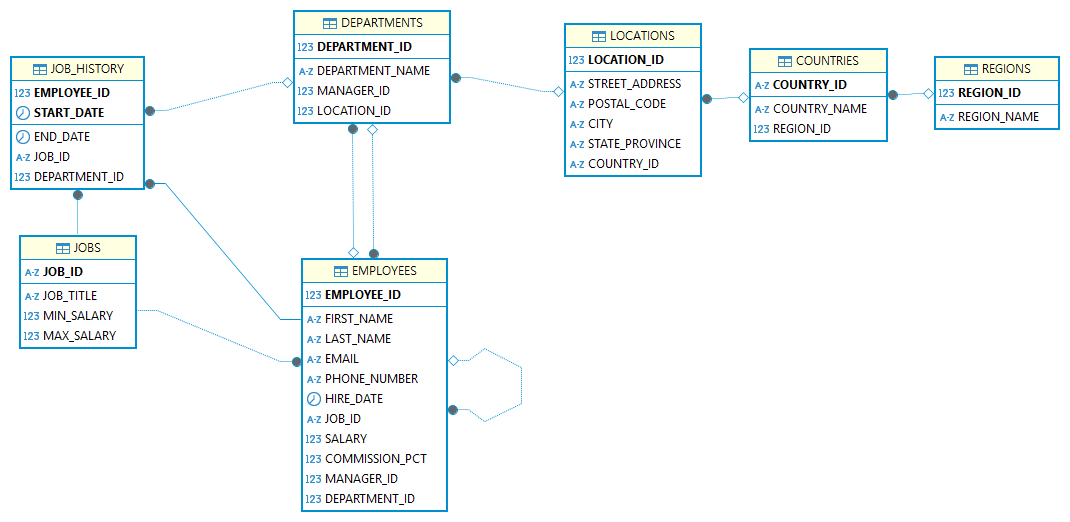 DEPARTMENTS
123 DEPARTMENT_ID
A-Z DEPARTMENT_NAME
123 MANAGER_ID
123 LOCATION_ID
LOCATIONS
123 LOCATION_ID
A-Z STREET_ADDRESS
A-Z POSTAL_CODE
A-Z CITY
A-Z STATE_PROVINCE
A-Z COUNTRY_ID
COUNTRIES
A-Z COUNTRY_ID
A-Z COUNTRY_NAME
123 REGION_ID
REGIONS
123 REGION_ID
A-Z REGION_NAME
JOB_HISTORY
123 EMPLOYEE_ID
START_DATE
END_DATE
A-Z JOB_ID
123 DEPARTMENT_ID
JOBS
A-Z JOB_ID
A-Z JOB_TITLE
123 MIN_SALARY
123 MAX_SALARY
EMPLOYEES
123 EMPLOYEE_ID
A-Z FIRST_NAME
A-Z LAST_NAME
A-Z EMAIL
A-Z PHONE_NUMBER
HIRE_DATE
A-Z JOB_ID
123 SALARY
123 COMMISSION_PCT
123 MANAGER_ID
123 DEPARTMENT_ID